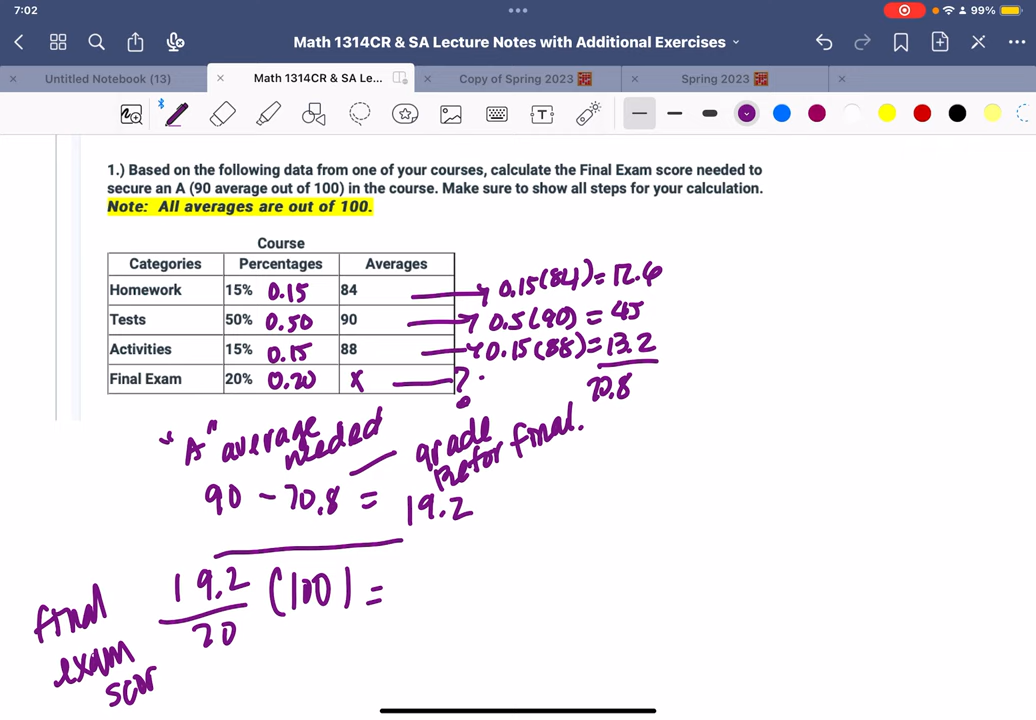 7:02
99%
Math 1314CR & SA Lecture Notes with Additional Exercises
Untitled Notebook (13)
Math 1314CR & SA Le...
Copy of Spring 2023
Spring 2023
1.) Based on the following data from one of your courses, calculate the Final Exam score needed to
secure an A (90 average out of 100) in the course. Make sure to show all steps for your calculation.
Note: All averages are out of 100.
Course
Categories Percentages Averages
Homework 15% 0.15 84 → 0.15(84) = 12.6
Tests 50% 0.50 90 → 0.5(90) = 45
Activities 15% 0.15 88 → 0.15(88) = 13.2
Final Exam 20% 0.20 x → ?
70.8
"A" average
needed
grade
befor final.
90 - 70.8 = 19.2
19.2 (100) =
20
final
exam
scor